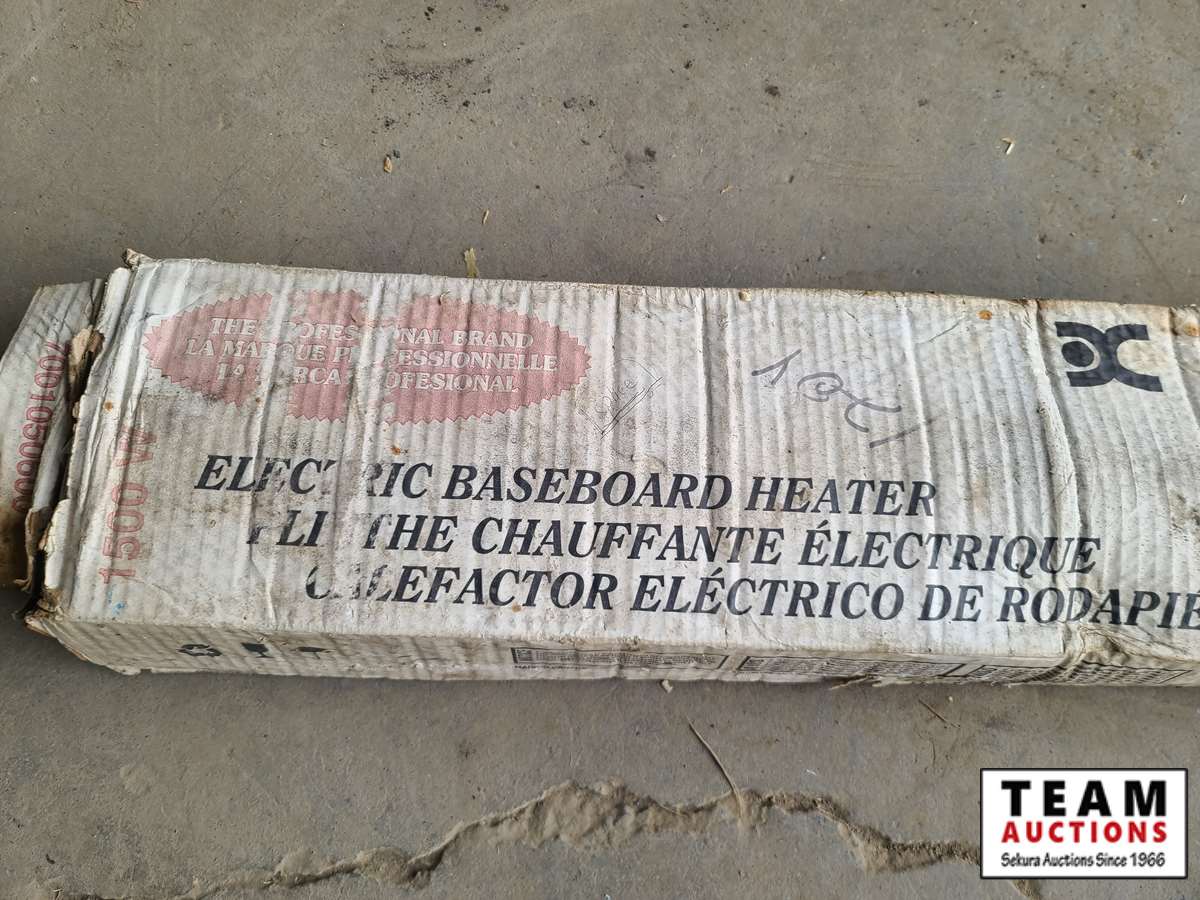 THE PROFESSIONAL BRAND
LA MARQUE PROFESSIONNELLE
LA MARCA PROFESIONAL
ELECTRIC BASEBOARD HEATER
PLINTHE CHAUFFANTE ÉLECTRIQUE
CALEFACTOR ELÉCTRICO DE RODAPIE
1500 W
TEAM
AUCTIONS
Sekura Auctions Since 1966